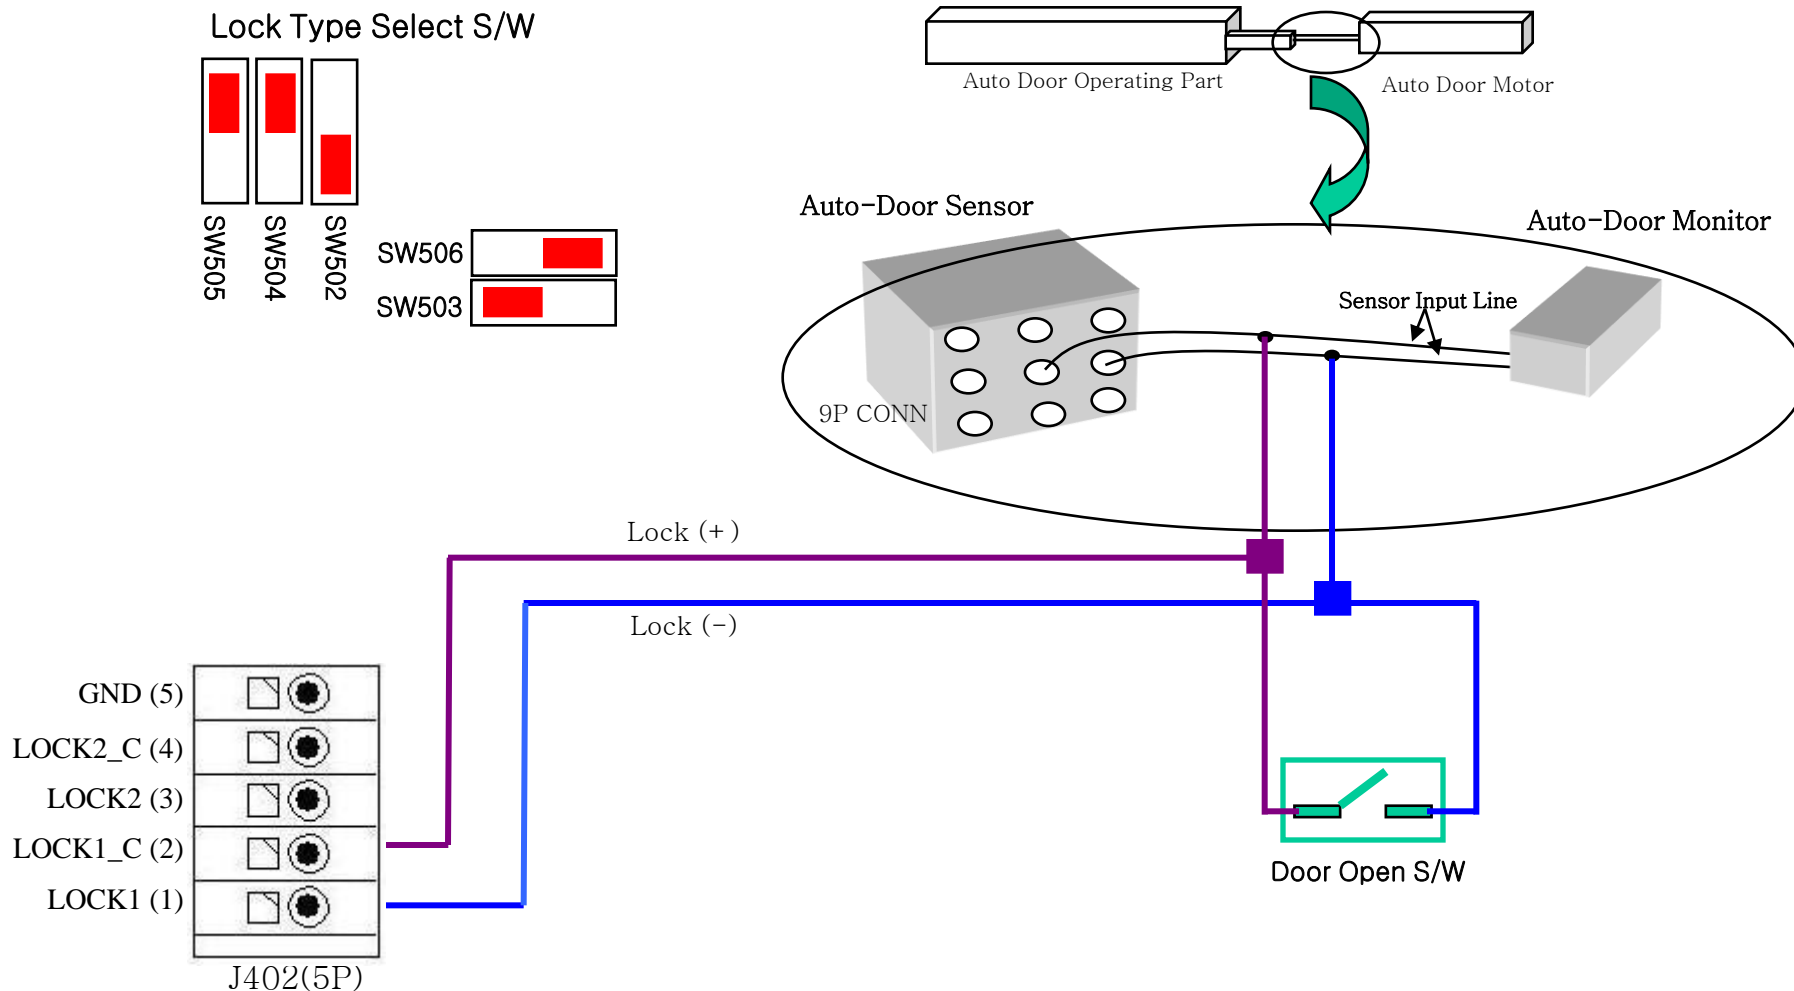 Lock Type Select S/W
SW505
SW504
SW502
SW506
SW503
Auto Door Operating Part
Auto Door Motor
Auto-Door Sensor
Auto-Door Monitor
Sensor Input Line
9P CONN
Lock (+)
Lock (-)
GND (5)
LOCK2_C (4)
LOCK2 (3)
LOCK1_C (2)
LOCK1 (1)
J402(5P)
Door Open S/W